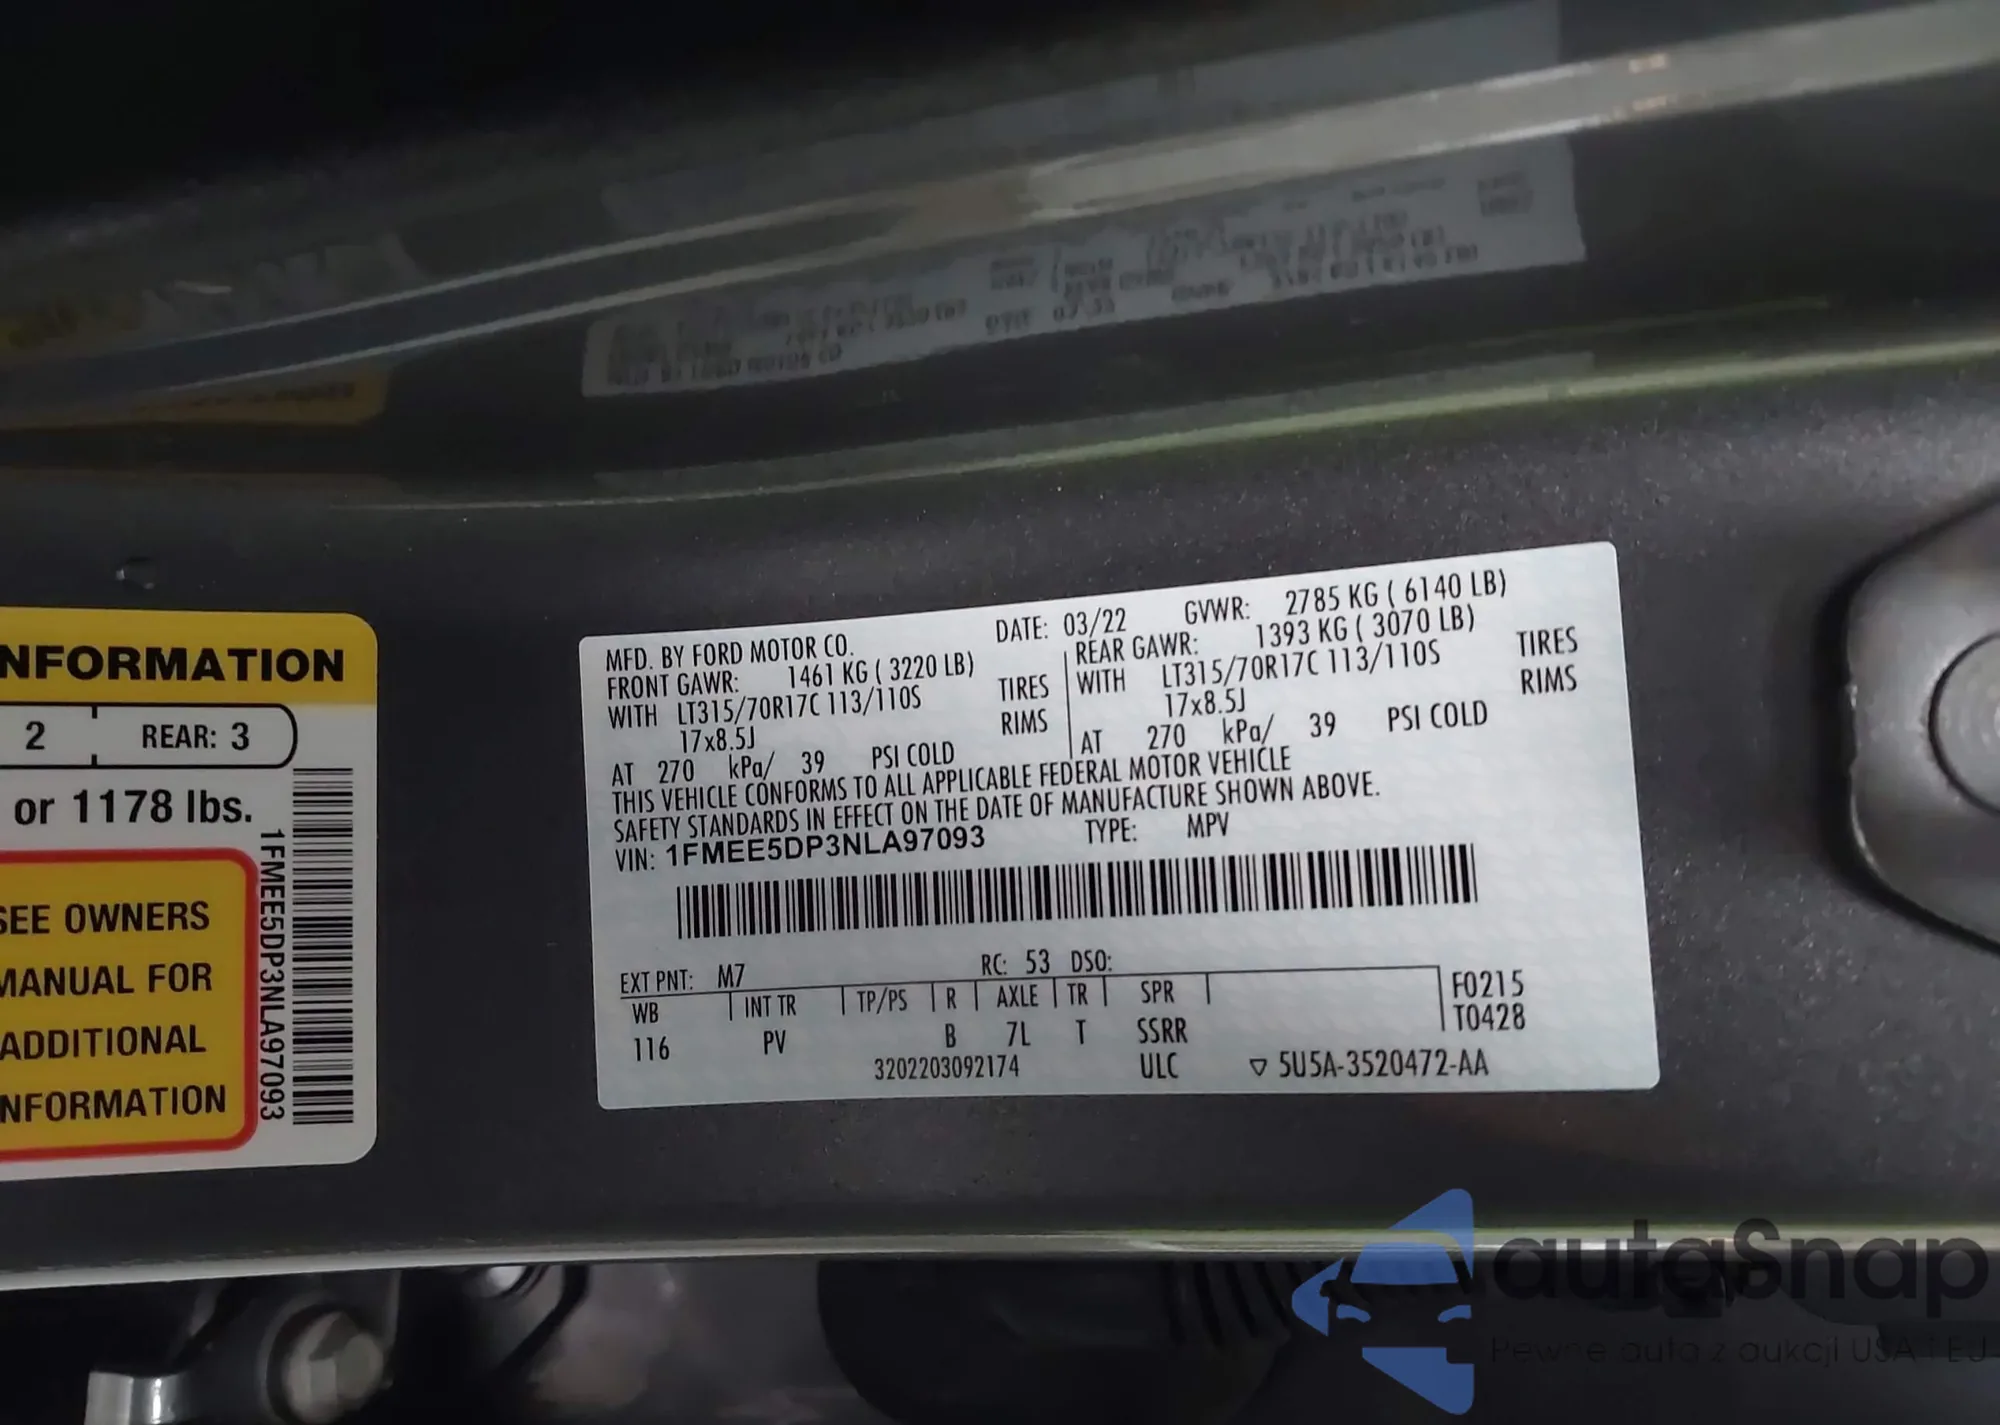 NFORMATION
2 REAR: 3
or 1178 lbs.
SEE OWNERS
MANUAL FOR
ADDITIONAL
NFORMATION
1FMEE5DP3NLA97093
MFD. BY FORD MOTOR CO. DATE: 03/22 GVWR: 2785 KG ( 6140 LB)
FRONT GAWR: 1461 KG ( 3220 LB) REAR GAWR: 1393 KG ( 3070 LB)
WITH LT315/70R17C 113/110S TIRES WITH LT315/70R17C 113/110S TIRES
17x8.5J RIMS 17x8.5J RIMS
AT 270 kPa/ 39 PSI COLD AT 270 kPa/ 39 PSI COLD
THIS VEHICLE CONFORMS TO ALL APPLICABLE FEDERAL MOTOR VEHICLE
SAFETY STANDARDS IN EFFECT ON THE DATE OF MANUFACTURE SHOWN ABOVE.
VIN: 1FMEE5DP3NLA97093 TYPE: MPV
EXT PNT: M7 RC: 53 DSO:
WB INT TR TP/PS R AXLE TR SPR F0215
116 PV B 7L T SSRR T0428
3202203092174 ULC ▽ 5U5A-3520472-AA
autaSnap
Pewne auta z aukcji USA i EU